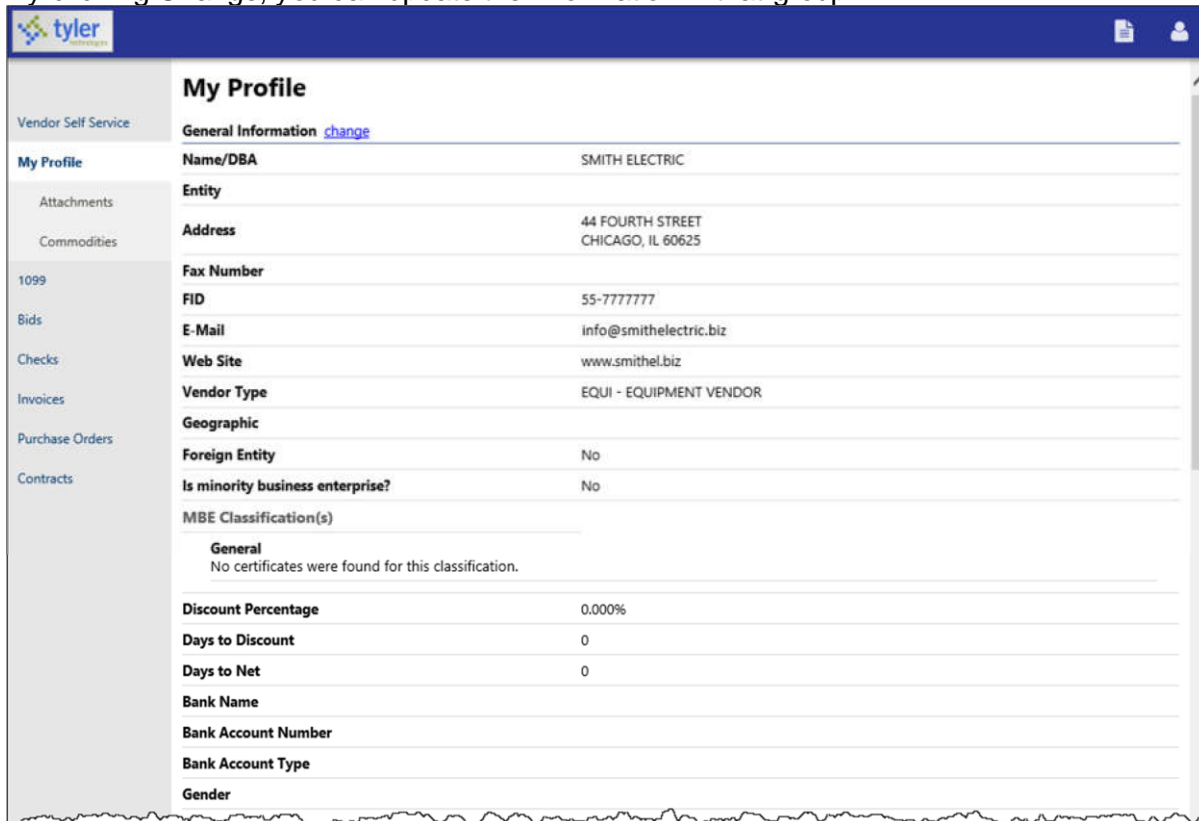 tyler
technologies
My Profile
Vendor Self Service
General Information change
My Profile
Name/DBA SMITH ELECTRIC
Attachments
Entity
Commodities
Address 44 FOURTH STREET
CHICAGO, IL 60625
1099
Fax Number
FID 55-7777777
Bids
E-Mail info@smithelectric.biz
Checks
Web Site www.smithel.biz
Invoices
Vendor Type EQUI - EQUIPMENT VENDOR
Geographic
Purchase Orders
Foreign Entity No
Contracts
Is minority business enterprise? No
MBE Classification(s)
General
No certificates were found for this classification.
Discount Percentage 0.000%
Days to Discount 0
Days to Net 0
Bank Name
Bank Account Number
Bank Account Type
Gender